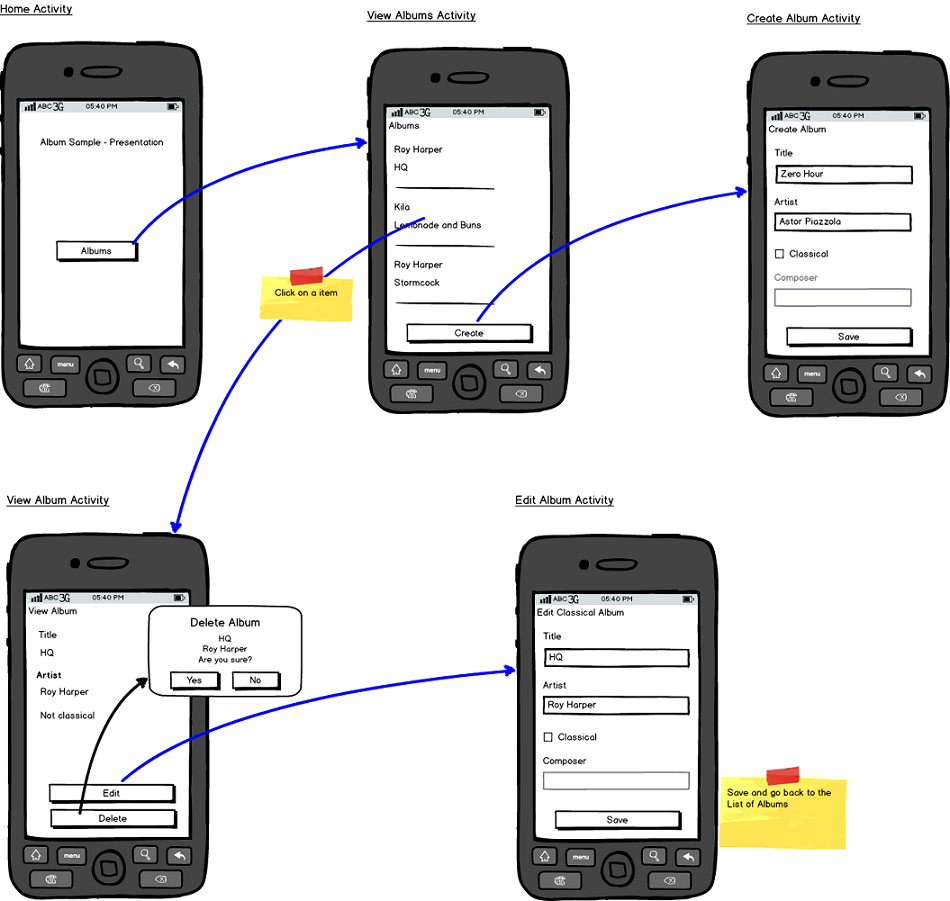 Home Activity
ABC 3G 05:40 PM
Album Sample - Presentation
Albums
menu
View Albums Activity
ABC 3G 05:40 PM
Albums
Roy Harper
HQ
Kila
Lemonade and Buns
Roy Harper
Stormcock
Create
menu
Click on a item
Create Album Activity
ABC 3G 05:40 PM
Create Album
Title
Zero Hour
Artist
Astor Piazzola
Classical
Composer
Save
menu
View Album Activity
ABC 3G 05:40 PM
View Album
Title
HQ
Artist
Roy Harper
Not classical
Edit
Delete
menu
Delete Album
HQ
Roy Harper
Are you sure?
Yes No
Edit Album Activity
ABC 3G 05:40 PM
Edit Classical Album
Title
HQ
Artist
Roy Harper
Classical
Composer
Save
menu
Save and go back to the
List of Albums